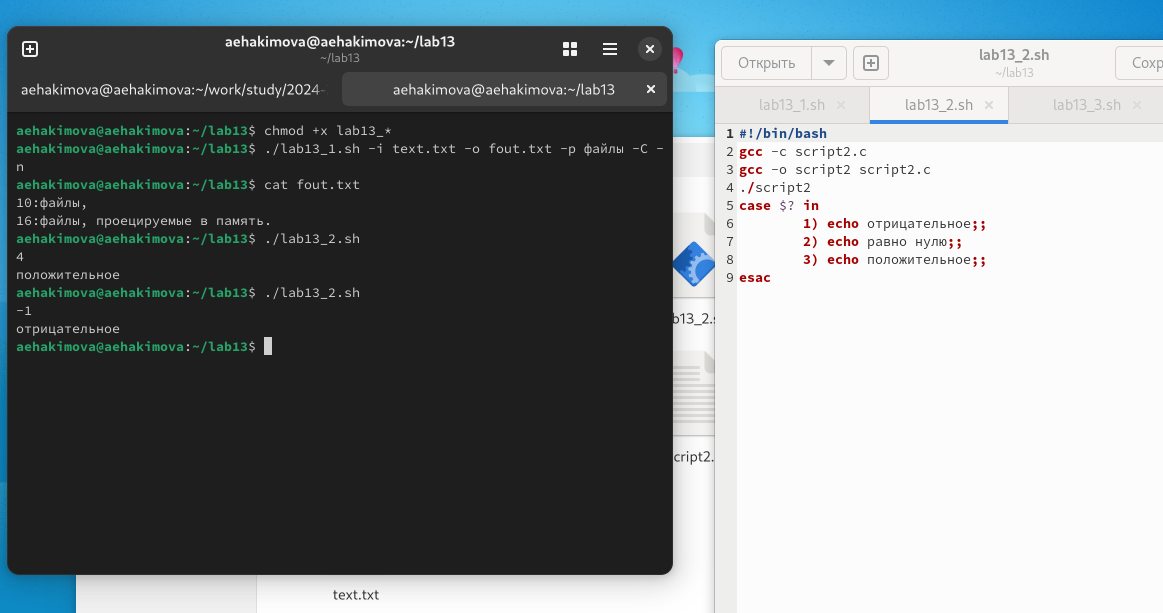 aehakimova@aehakimova:~/lab13
~/lab13
aehakimova@aehakimova:~/work/study/2024-
aehakimova@aehakimova:~/lab13
aehakimova@aehakimova:~/lab13$ chmod +x lab13_*
aehakimova@aehakimova:~/lab13$ ./lab13_1.sh -i text.txt -o fout.txt -p файлы -C -
n
aehakimova@aehakimova:~/lab13$ cat fout.txt
10:файлы,
16:файлы, проецируемые в память.
aehakimova@aehakimova:~/lab13$ ./lab13_2.sh
4
положительное
aehakimova@aehakimova:~/lab13$ ./lab13_2.sh
-1
отрицательное
aehakimova@aehakimova:~/lab13$
b13_2.s
cript2.
text.txt
Открыть
lab13_2.sh
~/lab13
Сохр
lab13_1.sh
lab13_2.sh
lab13_3.sh
1 #!/bin/bash
2 gcc -c script2.c
3 gcc -o script2 script2.c
4 ./script2
5 case $? in
6 1) echo отрицательное;;
7 2) echo равно нулю;;
8 3) echo положительное;;
9 esac